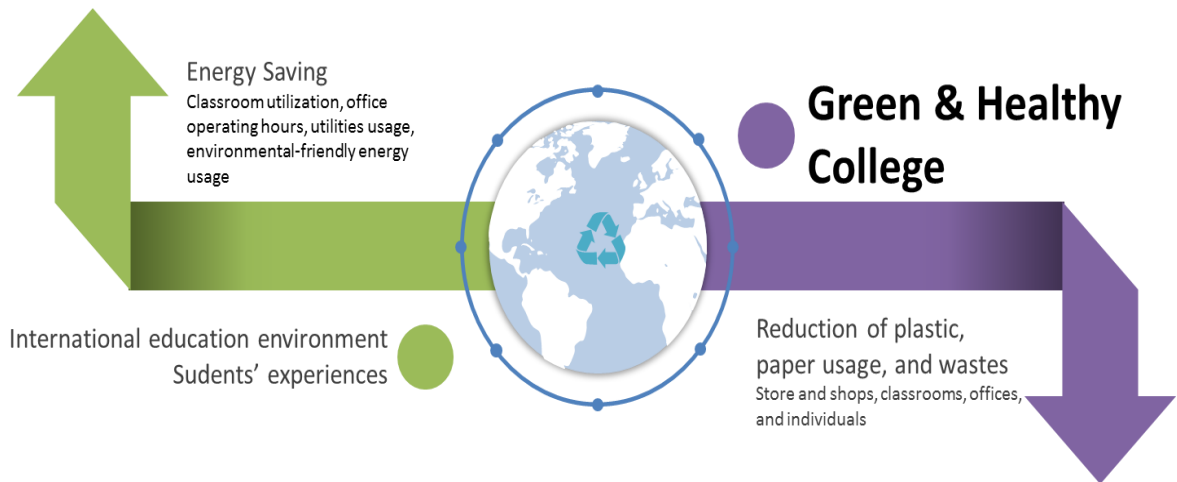 Energy Saving
Classroom utilization, office
operating hours, utilities usage,
environmental-friendly energy
usage
Green & Healthy
College
International education environment
Sudents' experiences
Reduction of plastic,
paper usage, and wastes
Store and shops, classrooms, offices,
and individuals